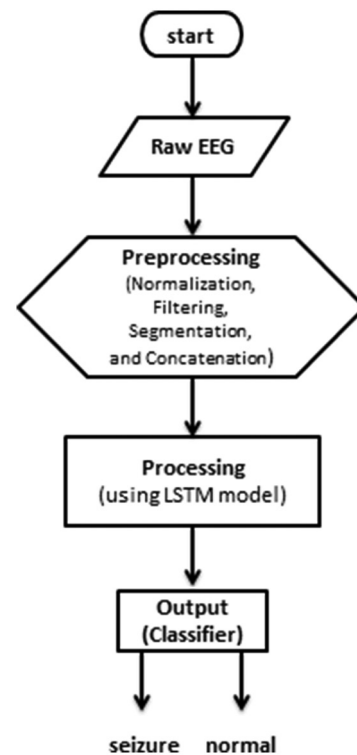 start
Raw EEG
Preprocessing
(Normalization,
Filtering,
Segmentation,
and Concatenation)
Processing
(using LSTM model)
Output
(Classifier)
seizure normal